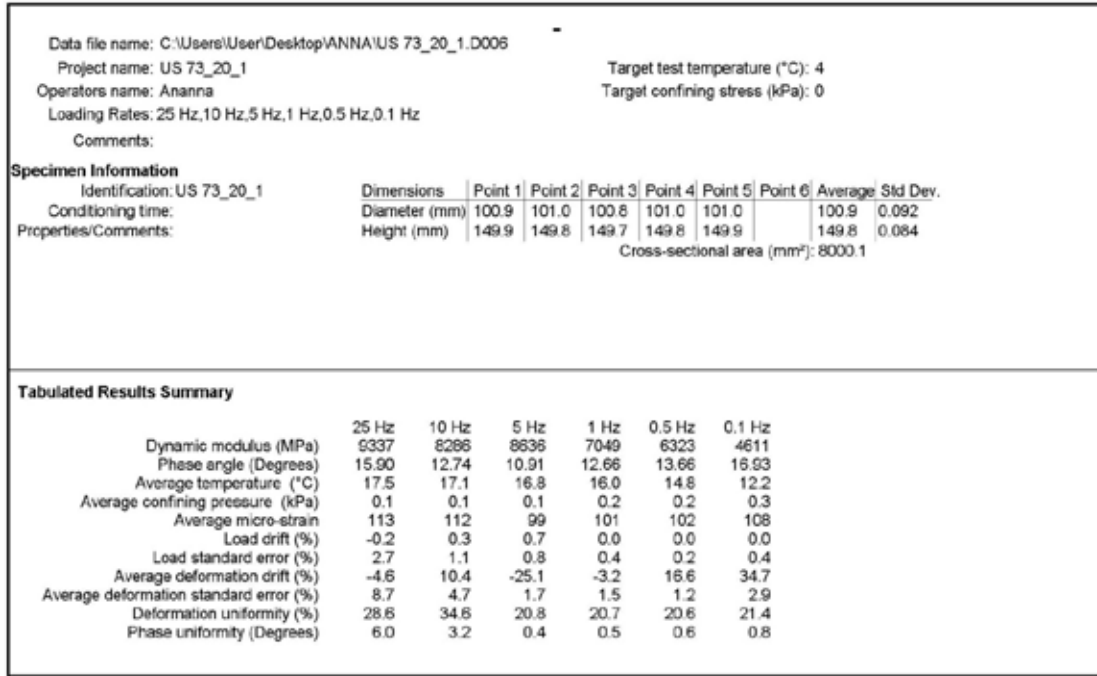 -
Data file name: C:\Users\User\Desktop\ANNA\US 73_20_1.D006
Project name: US 73_20_1 Target test temperature (°C): 4
Operators name: Ananna Target confining stress (kPa): 0
Loading Rates: 25 Hz,10 Hz,5 Hz,1 Hz,0.5 Hz,0.1 Hz
Comments:
Specimen Information
Identification: US 73_20_1 Dimensions Point 1 Point 2 Point 3 Point 4 Point 5 Point 6 Average Std Dev.
Conditioning time: Diameter (mm) 100.9 101.0 100.8 101.0 101.0 100.9 0.092
Properties/Comments: Height (mm) 149.9 149.8 149.7 149.8 149.9 149.8 0.084
Cross-sectional area (mm²): 8000.1
Tabulated Results Summary
25 Hz 10 Hz 5 Hz 1 Hz 0.5 Hz 0.1 Hz
Dynamic modulus (MPa) 9337 8286 8636 7049 6323 4611
Phase angle (Degrees) 15.90 12.74 10.91 12.66 13.66 16.93
Average temperature (°C) 17.5 17.1 16.8 16.0 14.8 12.2
Average confining pressure (kPa) 0.1 0.1 0.1 0.2 0.2 0.3
Average micro-strain 113 112 99 101 102 108
Load drift (%) -0.2 0.3 0.7 0.0 0.0 0.0
Load standard error (%) 2.7 1.1 0.8 0.4 0.2 0.4
Average deformation drift (%) -4.6 10.4 -25.1 -3.2 16.6 34.7
Average deformation standard error (%) 8.7 4.7 1.7 1.5 1.2 2.9
Deformation uniformity (%) 28.6 34.6 20.8 20.7 20.6 21.4
Phase uniformity (Degrees) 6.0 3.2 0.4 0.5 0.6 0.8